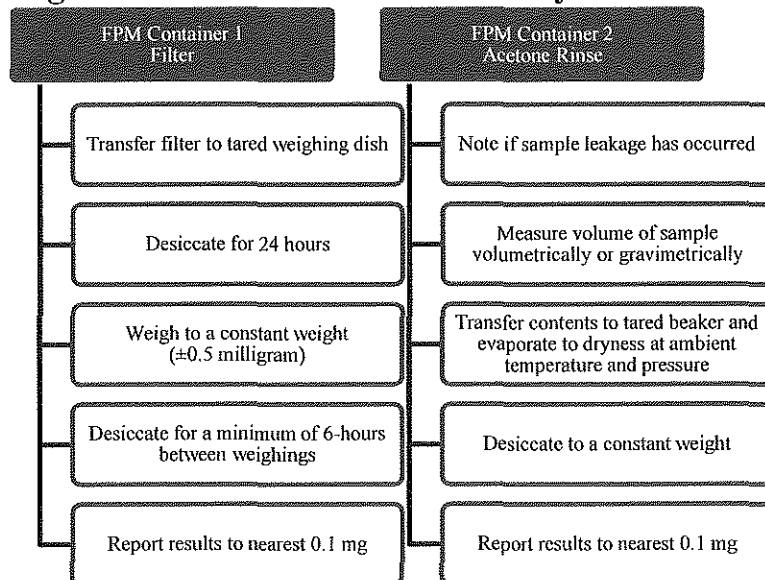 FPM Container 1
Filter
Transfer filter to tared weighing dish
Desiccate for 24 hours
Weigh to a constant weight
(±0.5 milligram)
Desiccate for a minimum of 6-hours
between weighings
Report results to nearest 0.1 mg
FPM Container 2
Acetone Rinse
Note if sample leakage has occurred
Measure volume of sample
volumetrically or gravimetrically
Transfer contents to tared beaker and
evaporate to dryness at ambient
temperature and pressure
Desiccate to a constant weight
Report results to nearest 0.1 mg